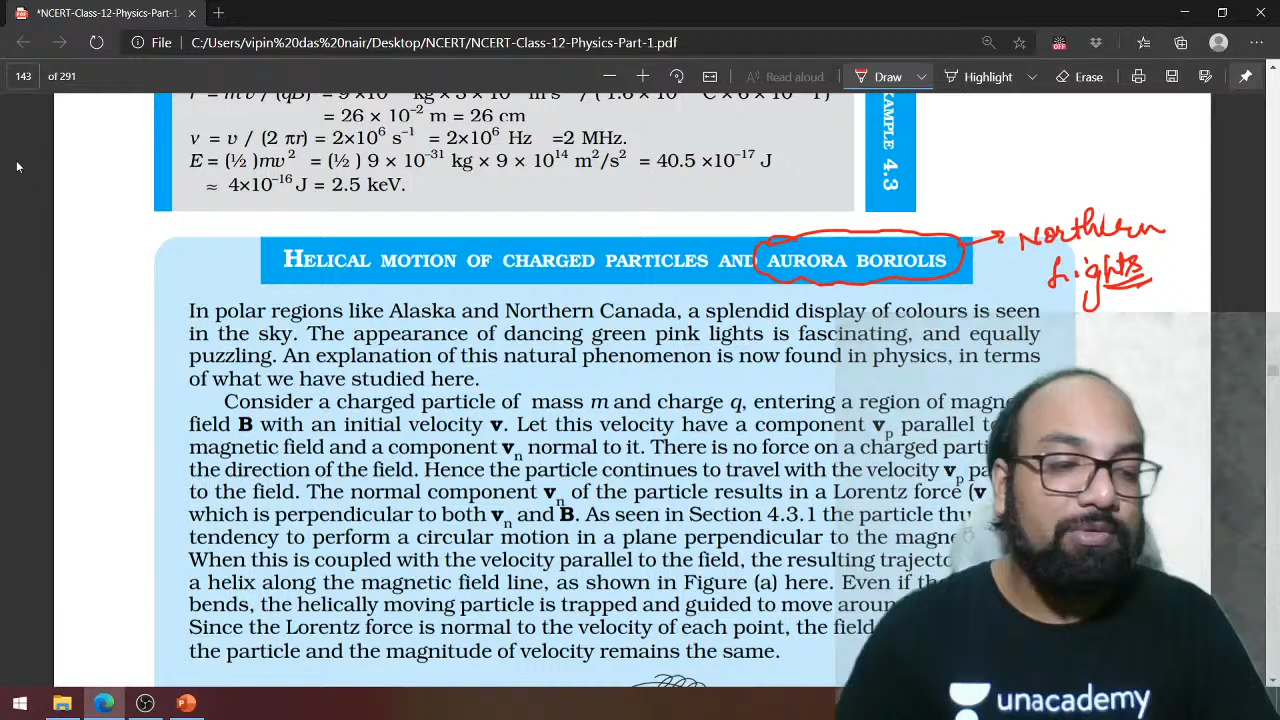 *NCERT-Class-12-Physics-Part-1.
File C:/Users/vipin%20das%20nair/Desktop/NCERT/NCERT-Class-12-Physics-Part-1.pdf
OFF
143 of 291 Read aloud Draw Highlight Erase
= 26 × 10⁻² m = 26 cm
ν = υ / (2 πr) = 2×10⁶ s⁻¹ = 2×10⁶ Hz =2 MHz.
E = (½ )mυ² = (½ ) 9 × 10⁻³¹ kg × 9 × 10¹⁴ m²/s² = 40.5 ×10⁻¹⁷ J
≈ 4×10⁻¹⁶ J = 2.5 keV.
EXAMPLE 4.3
HELICAL MOTION OF CHARGED PARTICLES AND AURORA BORIOLIS
Northern
Lights
In polar regions like Alaska and Northern Canada, a splendid display of colours is seen
in the sky. The appearance of dancing green pink lights is fascinating, and equally
puzzling. An explanation of this natural phenomenon is now found in physics, in terms
of what we have studied here.
Consider a charged particle of mass m and charge q, entering a region of magne
field B with an initial velocity v. Let this velocity have a component vₚ parallel to
magnetic field and a component vₙ normal to it. There is no force on a charged parti
the direction of the field. Hence the particle continues to travel with the velocity vₚ pa
to the field. The normal component vₙ of the particle results in a Lorentz force (v
which is perpendicular to both vₙ and B. As seen in Section 4.3.1 the particle thu
tendency to perform a circular motion in a plane perpendicular to the magne
When this is coupled with the velocity parallel to the field, the resulting trajecto
a helix along the magnetic field line, as shown in Figure (a) here. Even if the
bends, the helically moving particle is trapped and guided to move aroun
Since the Lorentz force is normal to the velocity of each point, the field
the particle and the magnitude of velocity remains the same.
unacademy